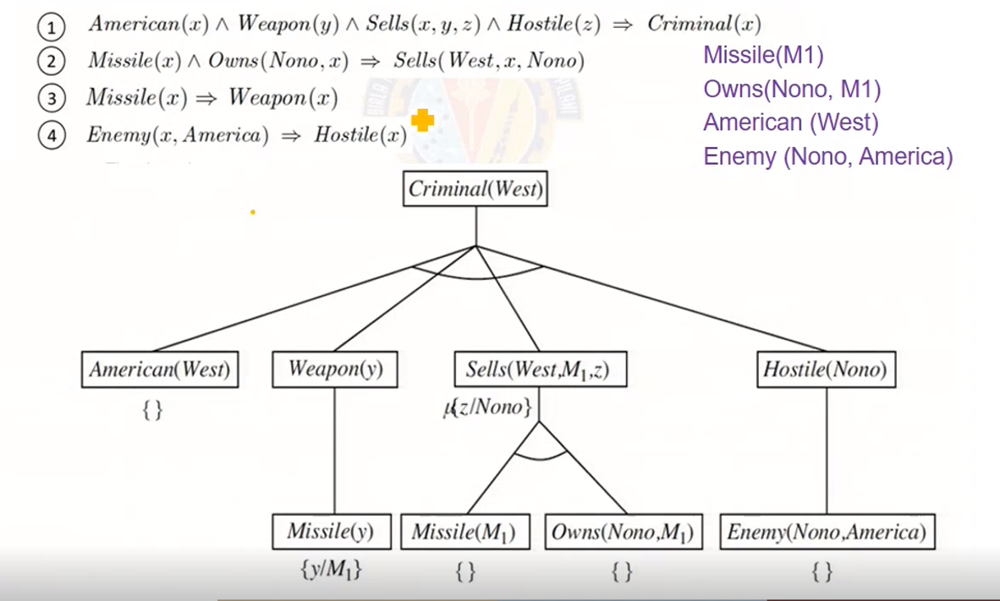 ① American(x) ∧ Weapon(y) ∧ Sells(x, y, z) ∧ Hostile(z) ⇒ Criminal(x)
② Missile(x) ∧ Owns(Nono, x) ⇒ Sells(West, x, Nono)
③ Missile(x) ⇒ Weapon(x)
④ Enemy(x, America) ⇒ Hostile(x)
Missile(M1)
Owns(Nono, M1)
American (West)
Enemy (Nono, America)
Criminal(West)
American(West) Weapon(y) Sells(West,M₁,z) Hostile(Nono)
{ } {z/Nono}
Missile(y) Missile(M₁) Owns(Nono,M₁) Enemy(Nono,America)
{y/M₁} { } { } { }